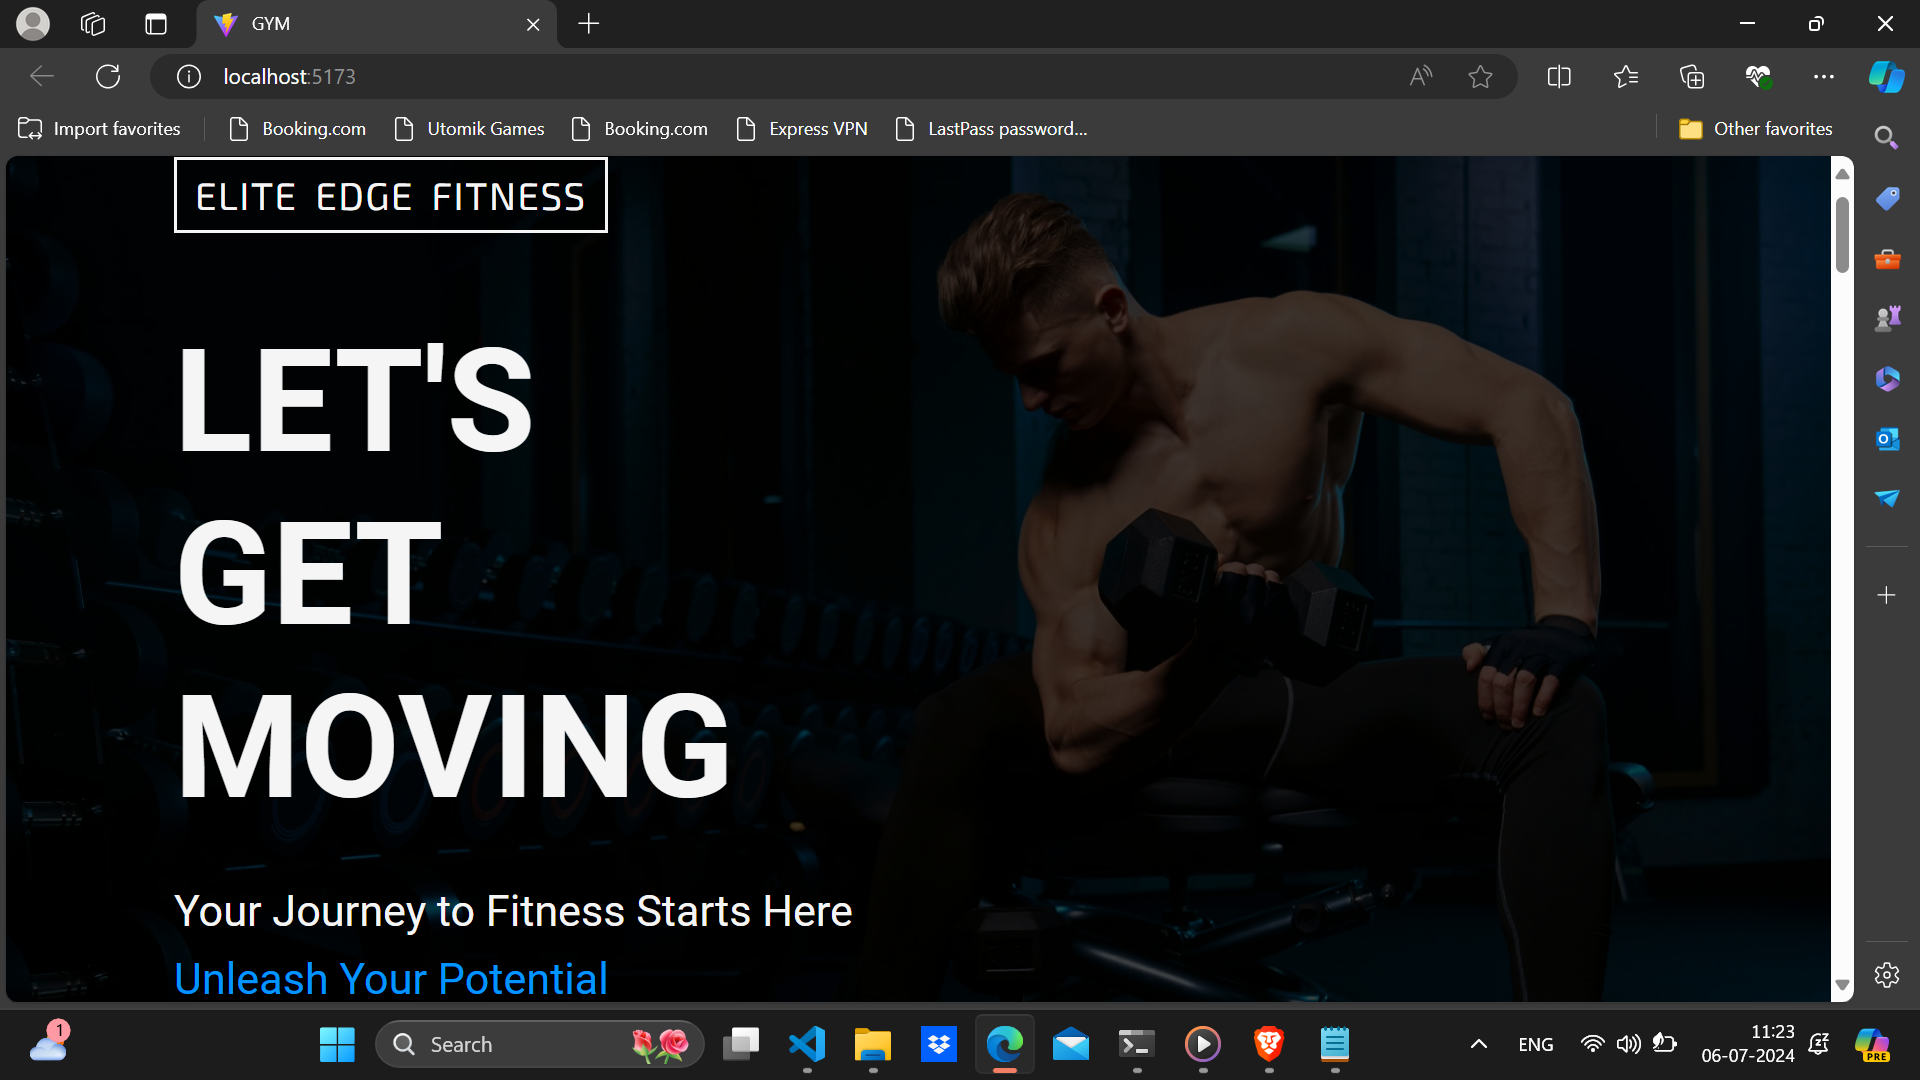 GYM
localhost:5173
Import favorites
Booking.com
Utomik Games
Booking.com
Express VPN
LastPass password...
Other favorites
ELITE EDGE FITNESS
LET'S
GET
MOVING
Your Journey to Fitness Starts Here
Unleash Your Potential
1
Search
ENG
11:23
06-07-2024
PRE